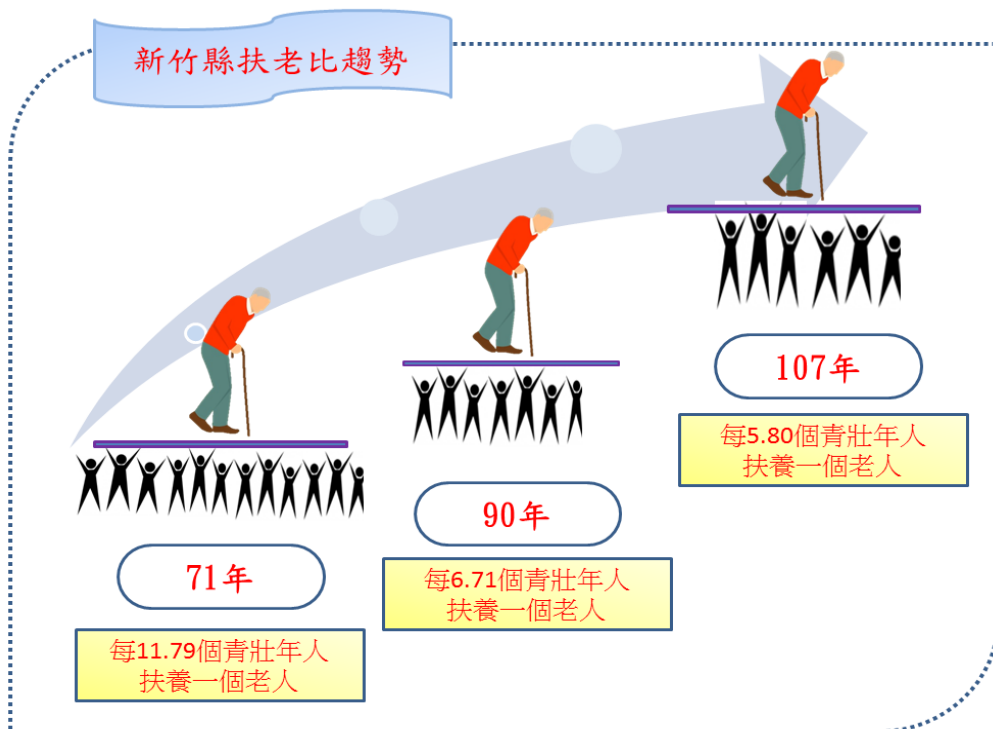 新竹縣扶老比趨勢
107年
每5.80個青壯年人
扶養一個老人
90年
每6.71個青壯年人
扶養一個老人
71年
每11.79個青壯年人
扶養一個老人